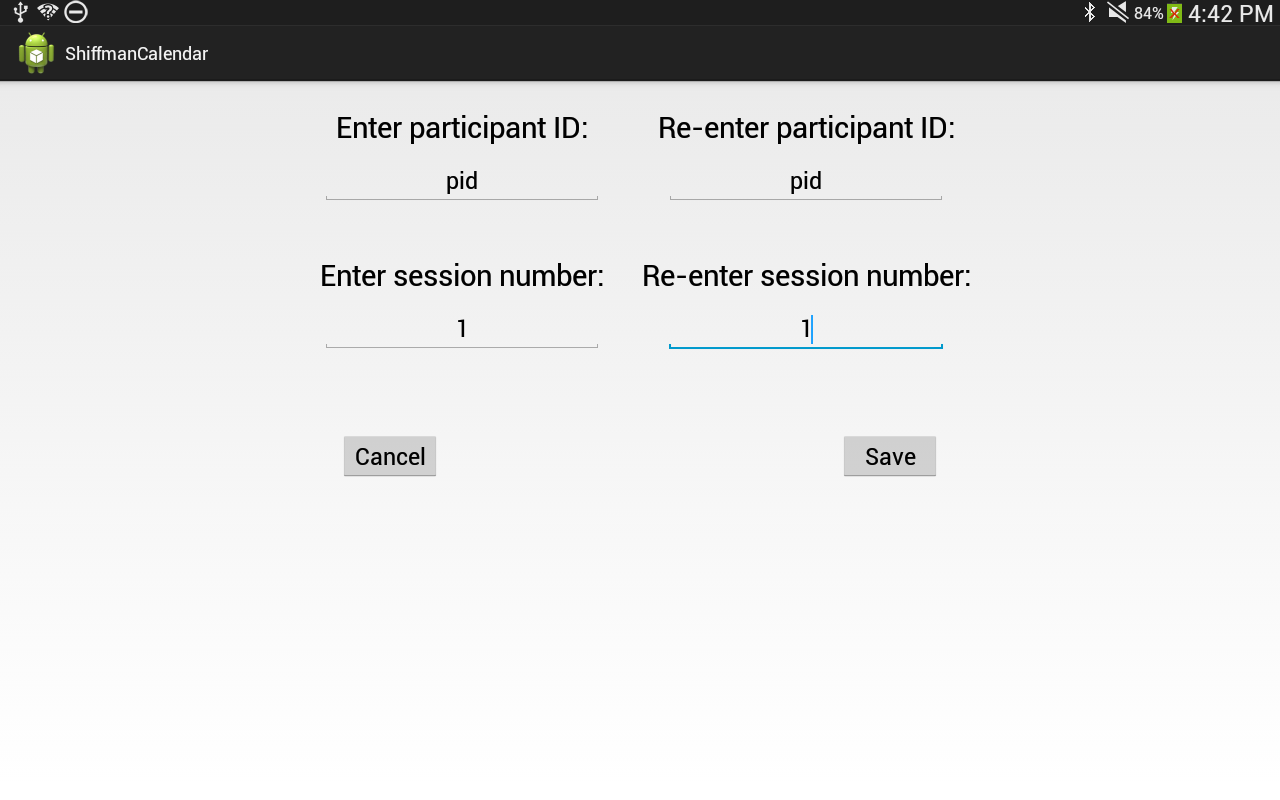 84% 4:42 PM
ShiffmanCalendar
Enter participant ID: Re-enter participant ID:
pid pid
Enter session number: Re-enter session number:
1 1
Cancel Save